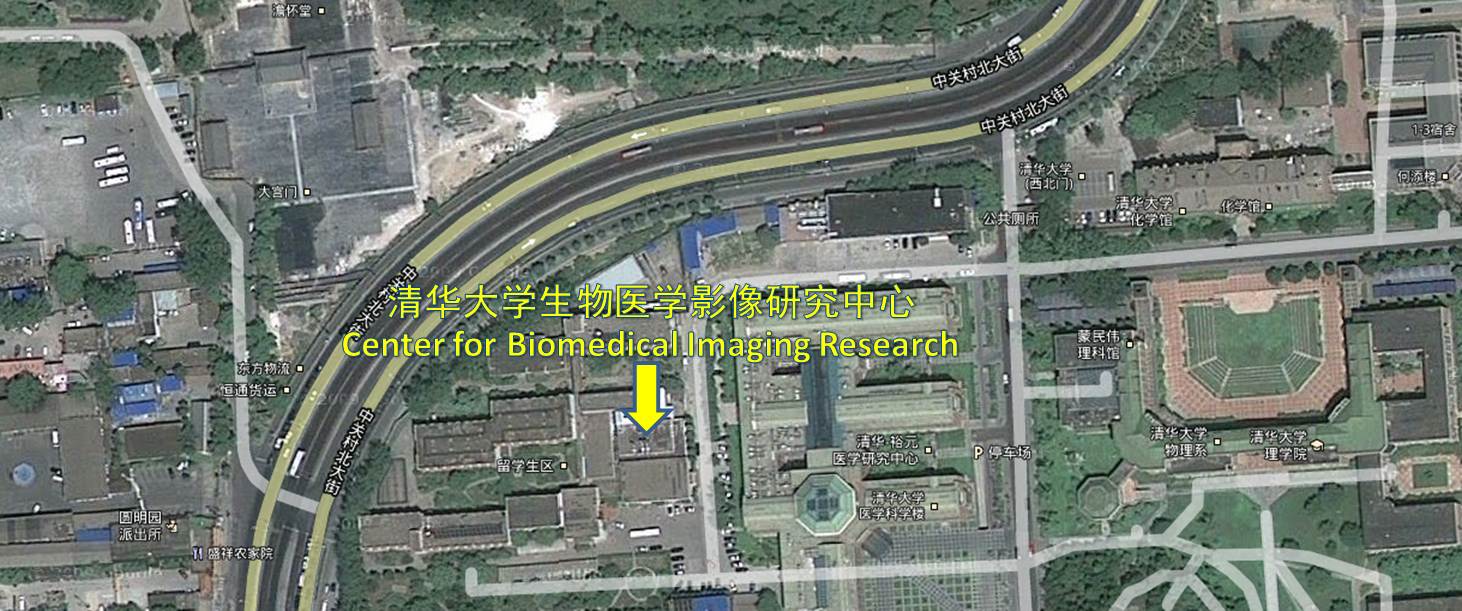 澹怀堂
中关村北大街
中关村北大街
1-3宿舍
清华大学
(西北门)
何添楼
大宫门
清华大学
化学馆
化学馆
公共厕所
中关村北大街
清华大学生物医学影像研究中心
Center for Biomedical Imaging Research
蒙民伟
理科馆
东方物流
恒通货运
中关村北大街
清华大学
物理系
清华大学
理学院
清华·裕元
医学研究中心
P 停车场
留学生区
清华大学
医学科学楼
圆明园
派出所
盛祥农家院